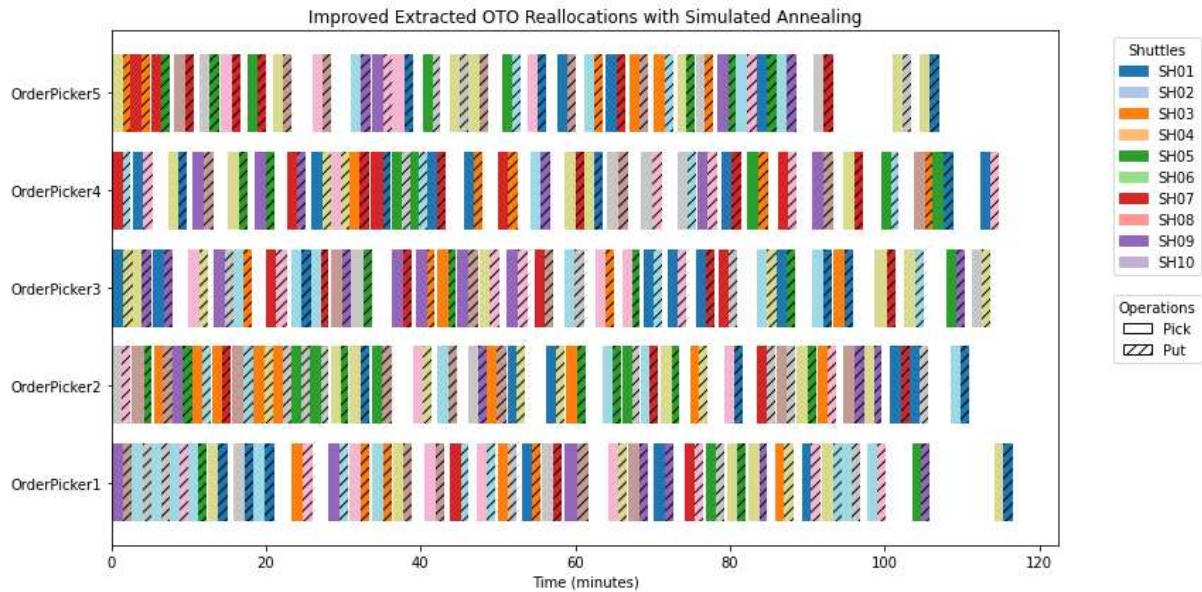 Improved Extracted OTO Reallocations with Simulated Annealing
OrderPicker5
OrderPicker4
OrderPicker3
OrderPicker2
OrderPicker1
0 20 40 60 80 100 120
Time (minutes)
Shuttles
SH01
SH02
SH03
SH04
SH05
SH06
SH07
SH08
SH09
SH10
Operations
Pick
Put